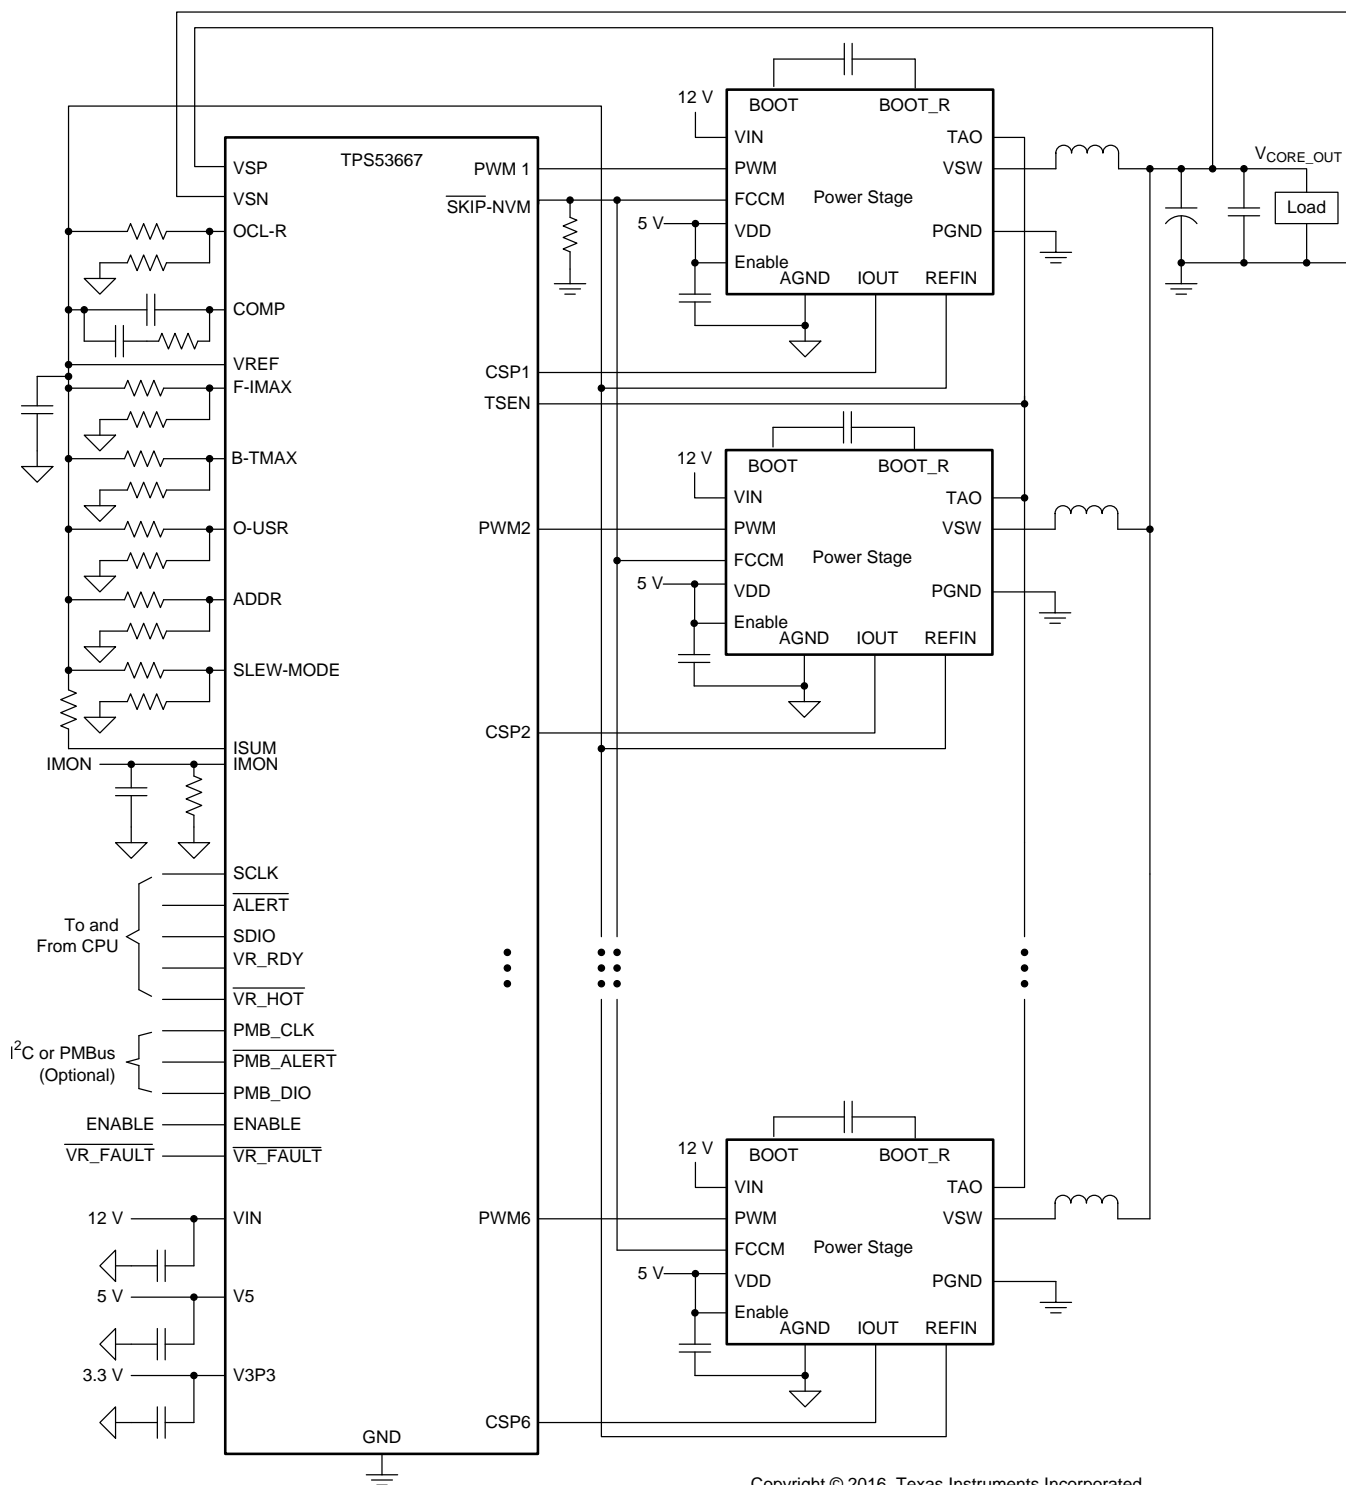 TPS53667
VSP
VSN
OCL-R
COMP
VREF
F-IMAX
B-TMAX
O-USR
ADDR
SLEW-MODE
ISUM
IMON
IMON
SCLK
ALERT
SDIO
VR_RDY
VR_HOT
To and
From CPU
PMB_CLK
PMB_ALERT
PMB_DIO
I2C or PMBus
(Optional)
ENABLE
ENABLE
VR_FAULT
VR_FAULT
12 V
VIN
5 V
V5
3.3 V
V3P3
GND
PWM 1
SKIP-NVM
CSP1
TSEN
PWM2
CSP2
PWM6
CSP6
12 V
BOOT
BOOT_R
VIN
TAO
PWM
VSW
Power Stage
FCCM
5 V
VDD
PGND
Enable
AGND
IOUT
REFIN
VCORE_OUT
Load
12 V
BOOT
BOOT_R
VIN
TAO
PWM
VSW
Power Stage
FCCM
5 V
VDD
PGND
Enable
AGND
IOUT
REFIN
12 V
BOOT
BOOT_R
VIN
TAO
PWM
VSW
Power Stage
FCCM
5 V
VDD
PGND
Enable
AGND
IOUT
REFIN
Copyright © 2016, Texas Instruments Incorporated